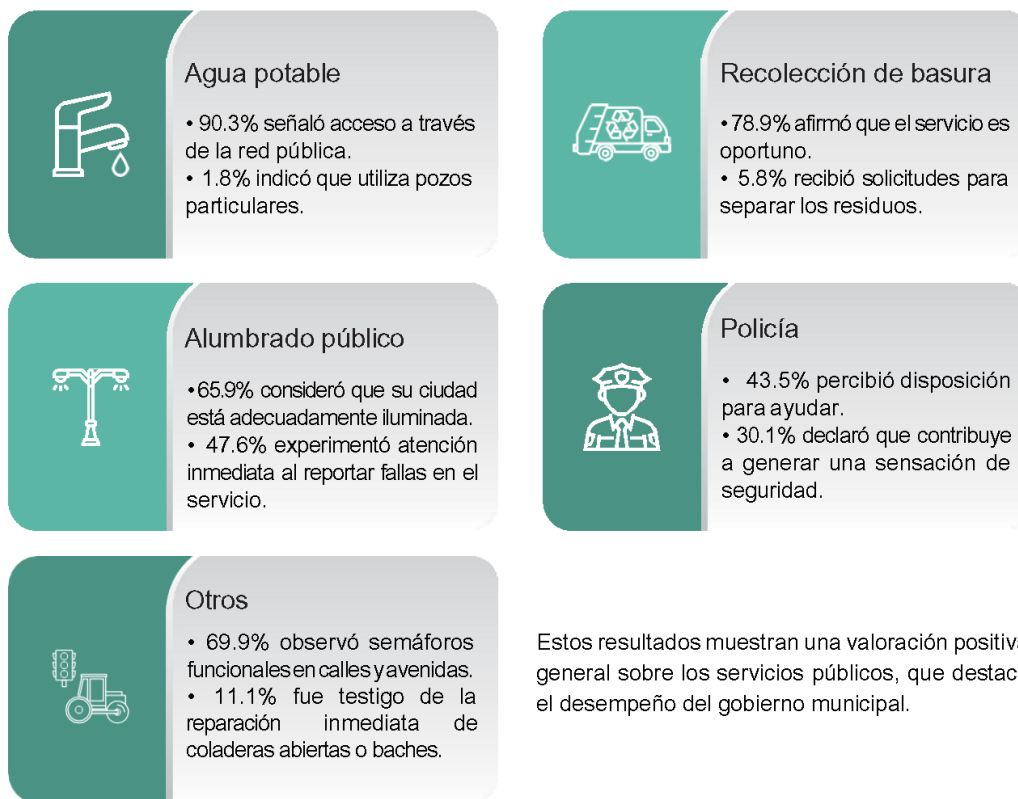 Agua potable
• 90.3% señaló acceso a través
de la red pública.
• 1.8% indicó que utiliza pozos
particulares.
Recolección de basura
• 78.9% afirmó que el servicio es
oportuno.
• 5.8% recibió solicitudes para
separar los residuos.
Alumbrado público
• 65.9% consideró que su ciudad
está adecuadamente iluminada.
• 47.6% experimentó atención
inmediata al reportar fallas en el
servicio.
Policía
• 43.5% percibió disposición
para ayudar.
• 30.1% declaró que contribuye
a generar una sensación de
seguridad.
Otros
• 69.9% observó semáforos
funcionales en calles y avenidas.
• 11.1% fue testigo de la
reparación inmediata de
coladeras abiertas o baches.
Estos resultados muestran una valoración positiva
general sobre los servicios públicos, que destac
el desempeño del gobierno municipal.